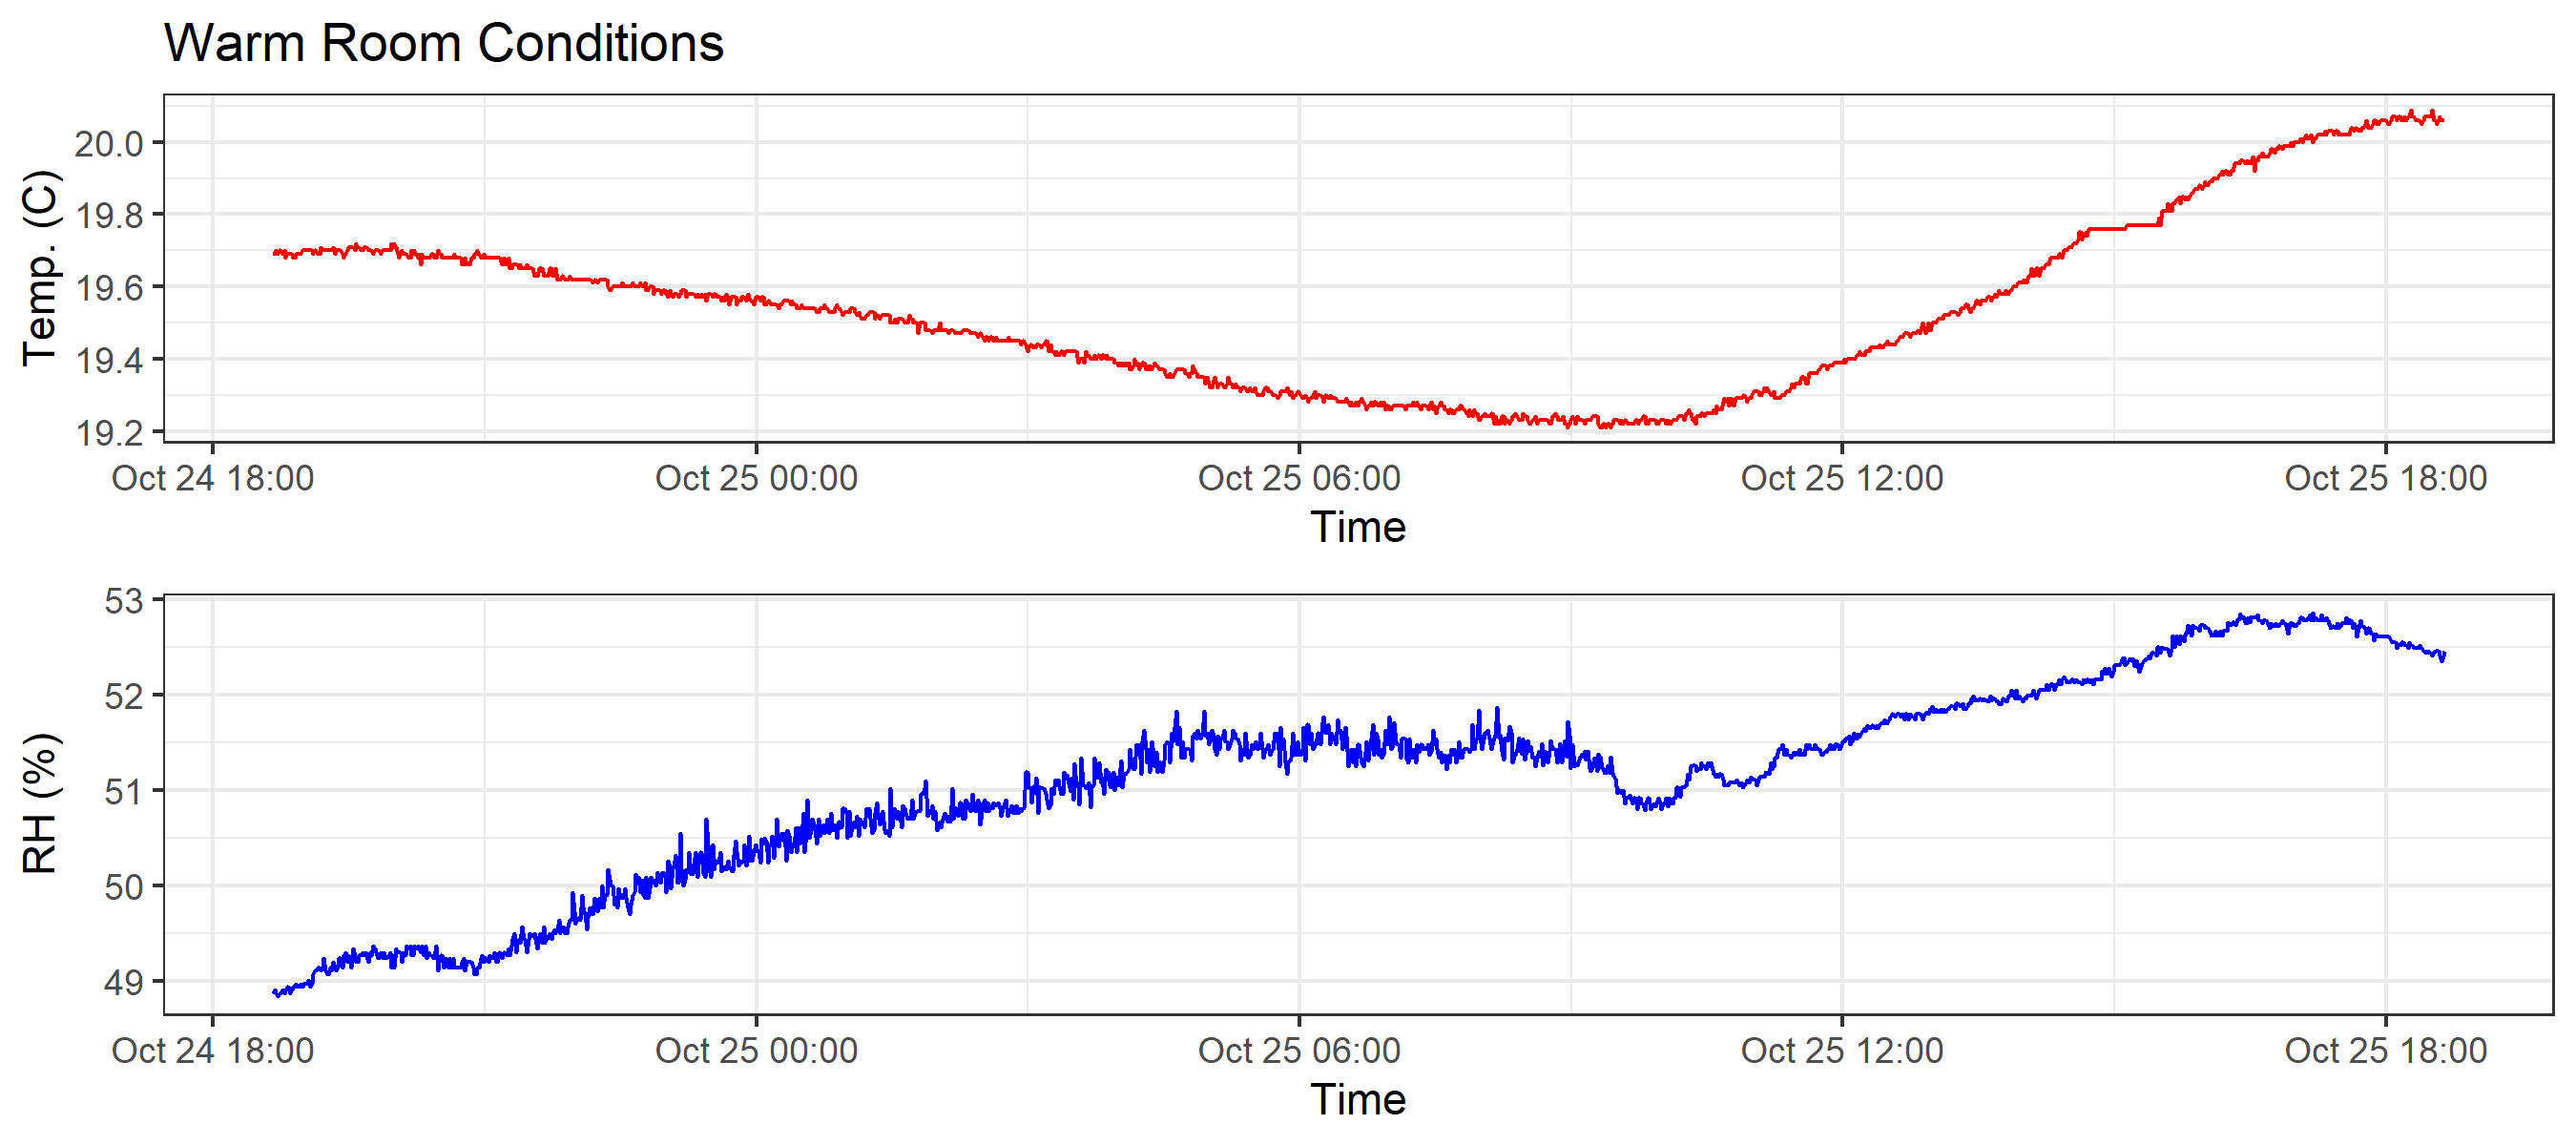 Warm Room Conditions
Temp. (C)
20.0
19.8
19.6
19.4
19.2
Oct 24 18:00 Oct 25 00:00 Oct 25 06:00 Oct 25 12:00 Oct 25 18:00
Time
RH (%)
53
52
51
50
49
Oct 24 18:00 Oct 25 00:00 Oct 25 06:00 Oct 25 12:00 Oct 25 18:00
Time